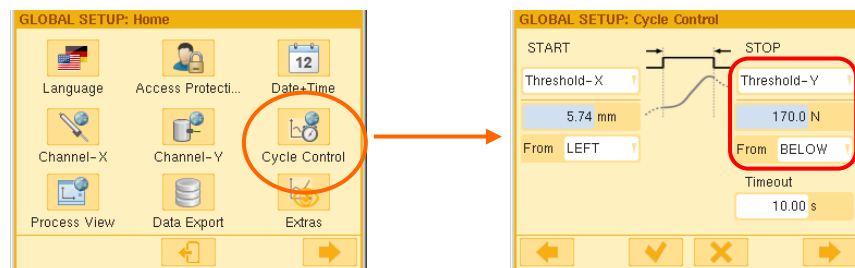 GLOBAL SETUP: Home
12
Language
Access Protecti...
Date+Time
Channel-X
Channel-Y
Cycle Control
Process View
Data Export
Extras
GLOBAL SETUP: Cycle Control
START
STOP
Threshold-X
Threshold-Y
5.74 mm
170.0 N
From LEFT
From BELOW
Timeout
10.00 s